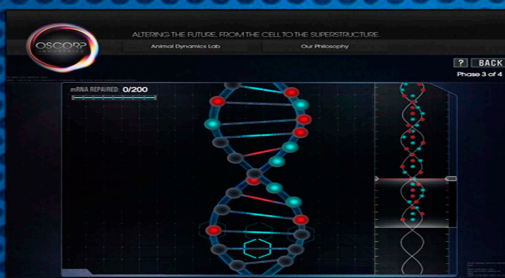 ALTERING THE FUTURE, FROM THE CELL TO THE SUPERSTRUCTURE.
OSCORP
Animal Dynamics Lab
Our Philosophy
? BACK
Phase 3 of 4
mRNA REPAIRED 0/200